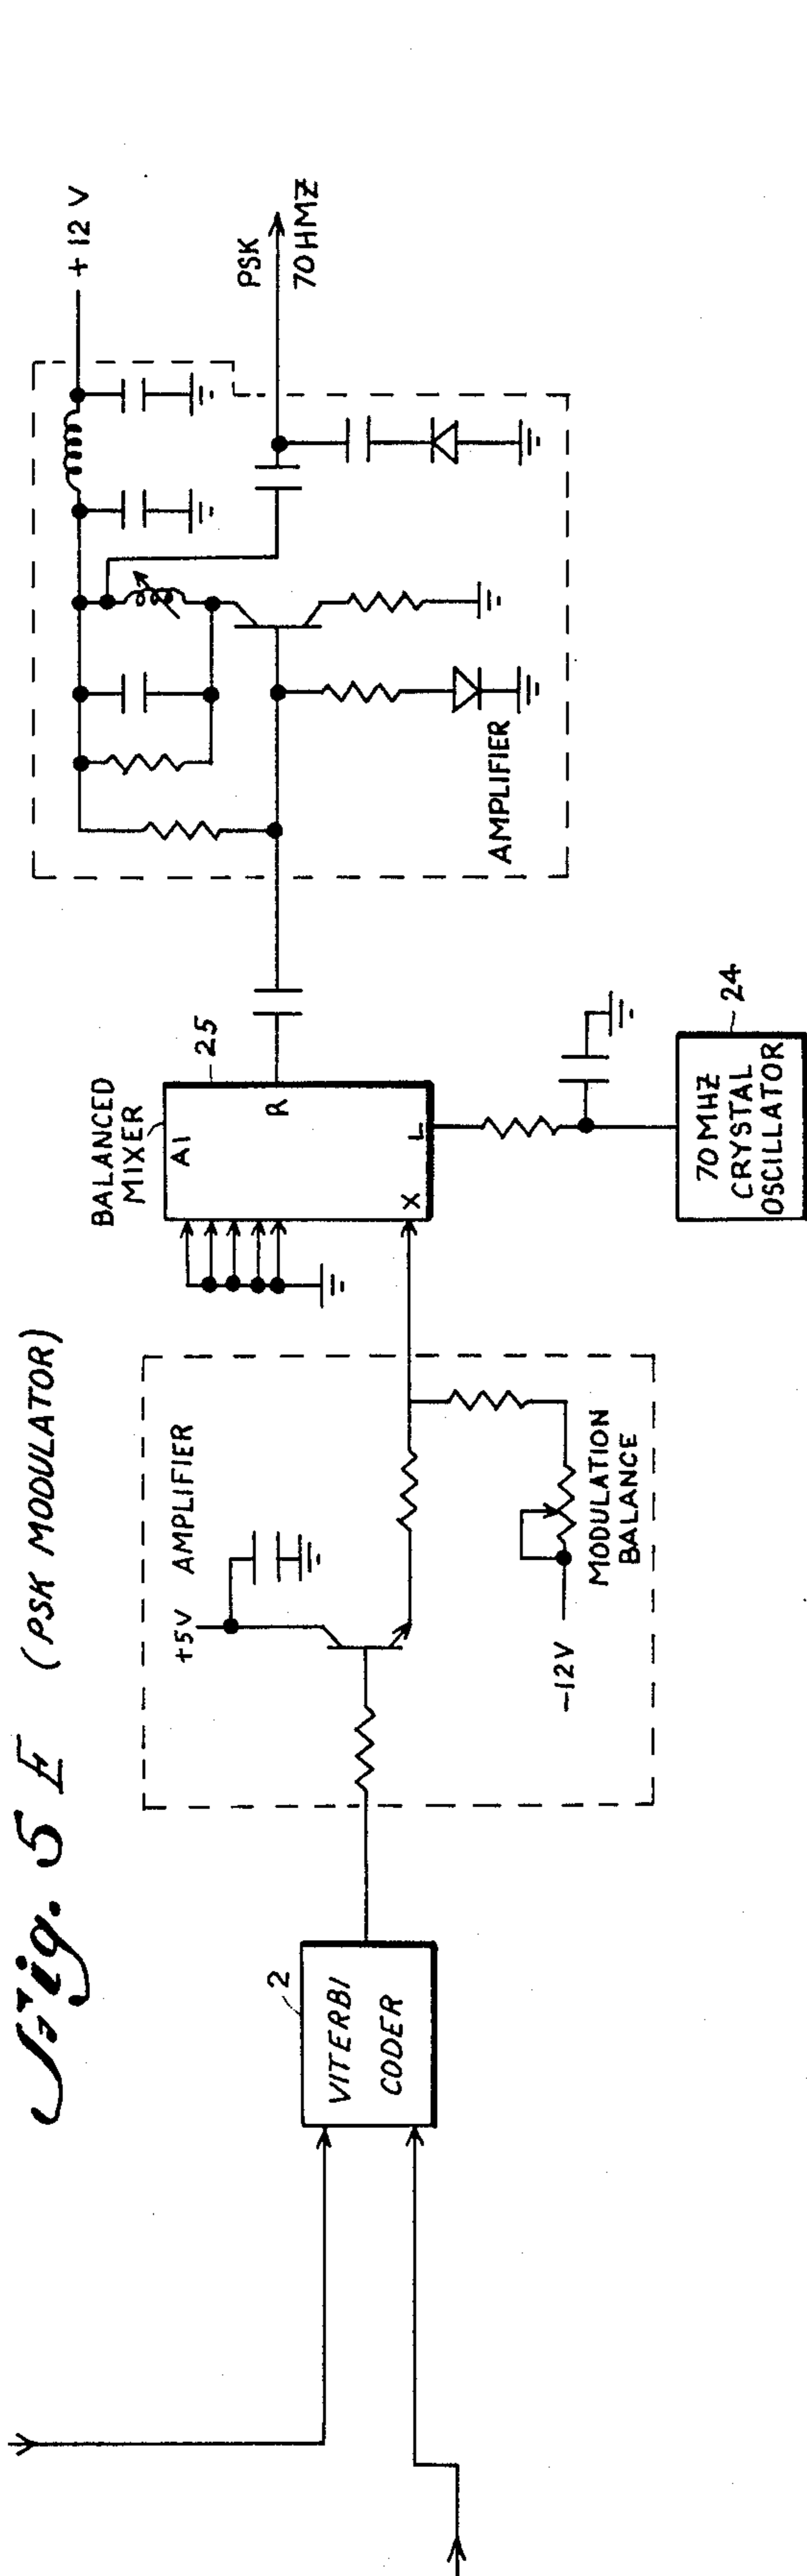 Fig. 5 E (PSK MODULATOR)
2
VITERBI
CODER
+5V
AMPLIFIER
-12V
MODULATION
BALANCE
BALANCED
MIXER
25
A1
R
X
L
70 MHZ
CRYSTAL
OSCILLATOR
24
AMPLIFIER
+12 V
PSK
70 HMZ